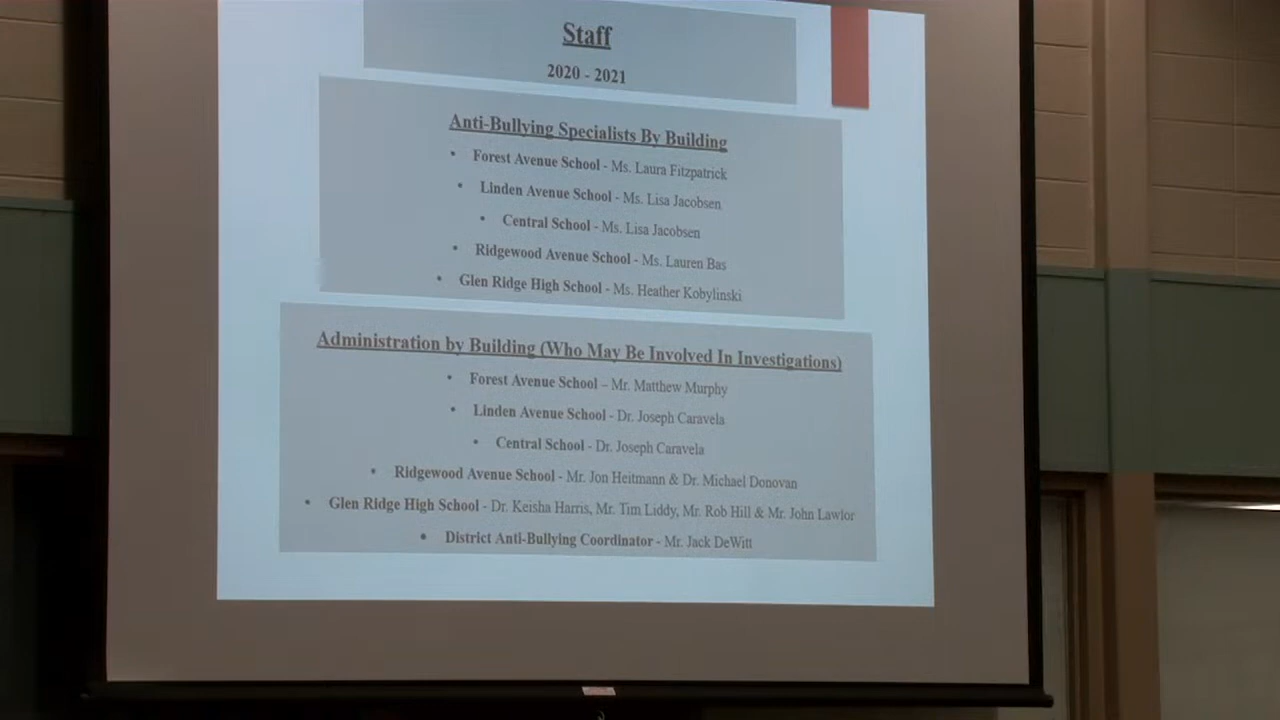 Staff
2020 - 2021
Anti-Bullying Specialists By Building
• Forest Avenue School - Ms. Laura Fitzpatrick
• Linden Avenue School - Ms. Lisa Jacobsen
• Central School - Ms. Lisa Jacobsen
• Ridgewood Avenue School - Ms. Lauren Bas
• Glen Ridge High School - Ms. Heather Kobylinski
Administration by Building (Who May Be Involved In Investigations)
• Forest Avenue School – Mr. Matthew Murphy
• Linden Avenue School - Dr. Joseph Caravela
• Central School - Dr. Joseph Caravela
• Ridgewood Avenue School - Mr. Jon Heitmann & Dr. Michael Donovan
• Glen Ridge High School - Dr. Keisha Harris, Mr. Tim Liddy, Mr. Rob Hill & Mr. John Lawlor
• District Anti-Bullying Coordinator - Mr. Jack DeWitt